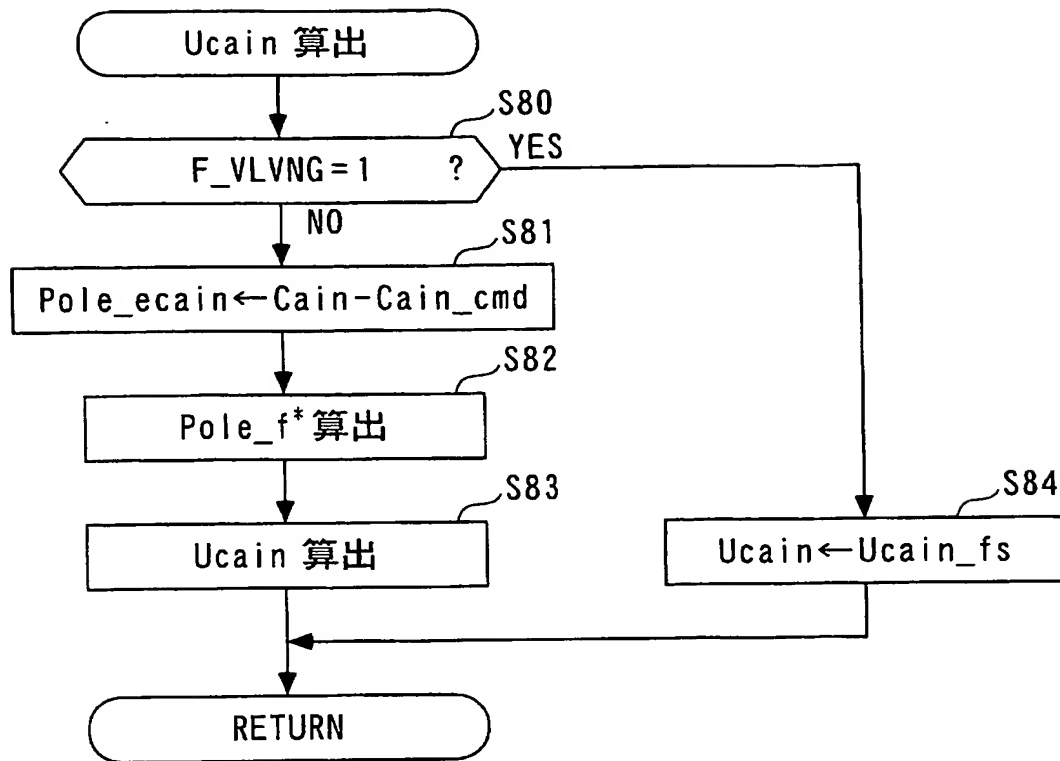 Ucain 算出
S80
F_VLVNG=1 ?
YES
NO
S81
Pole_ecain←Cain-Cain_cmd
S82
Pole_f* 算出
S83
Ucain 算出
S84
Ucain←Ucain_fs
RETURN